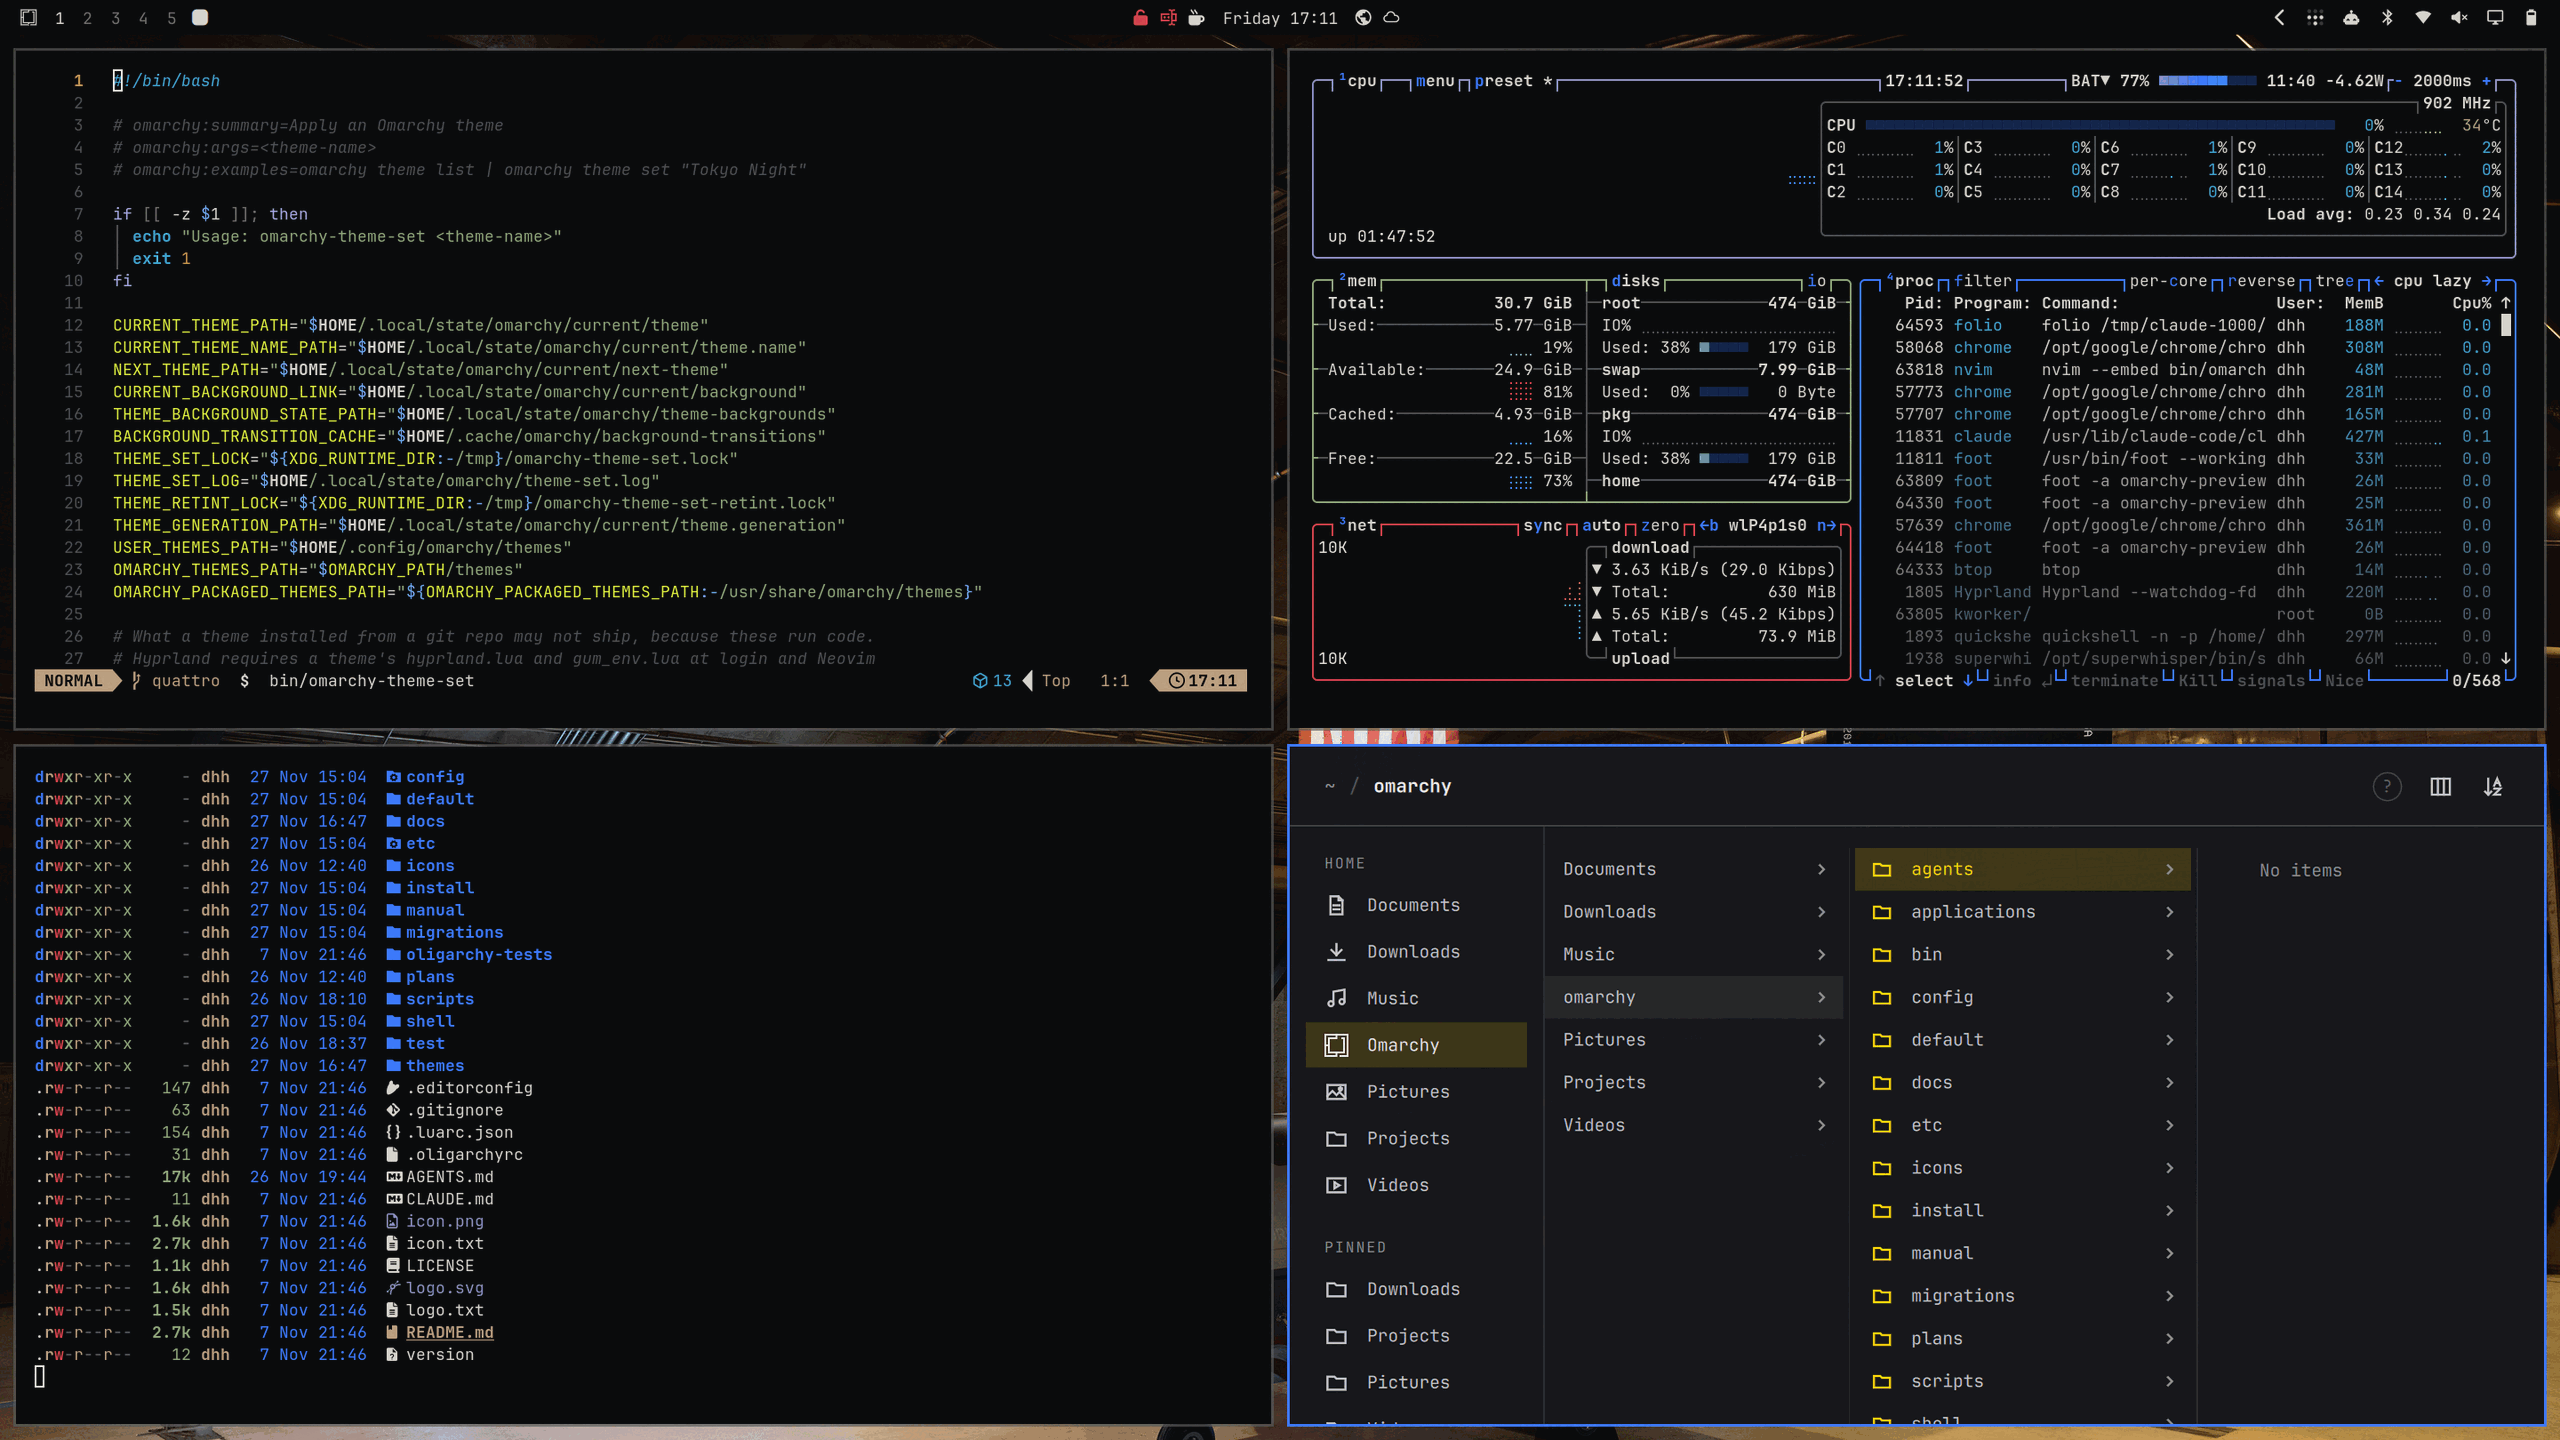 1 2 3 4 5
Friday 17:11
1 #!/bin/bash
2
3 # omarchy:summary=Apply an Omarchy theme
4 # omarchy:args=<theme-name>
5 # omarchy:examples=omarchy theme list | omarchy theme set "Tokyo Night"
6
7 if [[ -z $1 ]]; then
8 echo "Usage: omarchy-theme-set <theme-name>"
9 exit 1
10 fi
11
12 CURRENT_THEME_PATH="$HOME/.local/state/omarchy/current/theme"
13 CURRENT_THEME_NAME_PATH="$HOME/.local/state/omarchy/current/theme.name"
14 NEXT_THEME_PATH="$HOME/.local/state/omarchy/current/next-theme"
15 CURRENT_BACKGROUND_LINK="$HOME/.local/state/omarchy/current/background"
16 THEME_BACKGROUND_STATE_PATH="$HOME/.local/state/omarchy/theme-backgrounds"
17 BACKGROUND_TRANSITION_CACHE="$HOME/.cache/omarchy/background-transitions"
18 THEME_SET_LOCK="${XDG_RUNTIME_DIR:-/tmp}/omarchy-theme-set.lock"
19 THEME_SET_LOG="$HOME/.local/state/omarchy/theme-set.log"
20 THEME_RETINT_LOCK="${XDG_RUNTIME_DIR:-/tmp}/omarchy-theme-set-retint.lock"
21 THEME_GENERATION_PATH="$HOME/.local/state/omarchy/current/theme.generation"
22 USER_THEMES_PATH="$HOME/.config/omarchy/themes"
23 OMARCHY_THEMES_PATH="$OMARCHY_PATH/themes"
24 OMARCHY_PACKAGED_THEMES_PATH="${OMARCHY_PACKAGED_THEMES_PATH:-/usr/share/omarchy/themes}"
25
26 # What a theme installed from a git repo may not ship, because these run code.
27 # Hyprland requires a theme's hyprland.lua and gum_env.lua at login and Neovim
NORMAL quattro $ bin/omarchy-theme-set 13 Top 1:1 17:11
1cpu menu preset * 17:11:52 BAT▼ 77% 11:40 -4.62W - 2000ms +
902 MHz
CPU 0% 34°C
C0 1% C3 0% C6 1% C9 0% C12 2%
C1 1% C4 0% C7 1% C10 0% C13 0%
C2 0% C5 0% C8 0% C11 0% C14 0%
Load avg: 0.23 0.34 0.24
up 01:47:52
2mem disks io
Total: 30.7 GiB root 474 GiB
Used: 5.77 GiB IO%
19% Used: 38% 179 GiB
Available: 24.9 GiB swap 7.99 GiB
81% Used: 0% 0 Byte
Cached: 4.93 GiB pkg 474 GiB
16% IO%
Free: 22.5 GiB Used: 38% 179 GiB
73% home 474 GiB
3net sync auto zero ←b wlP4p1s0 n→
10K download
▼ 3.63 KiB/s (29.0 Kibps)
▼ Total: 630 MiB
▲ 5.65 KiB/s (45.2 Kibps)
▲ Total: 73.9 MiB
10K upload
4proc filter per-core reverse tree ← cpu lazy →
Pid: Program: Command: User: MemB Cpu% ↑
64593 folio folio /tmp/claude-1000/ dhh 188M 0.0
58068 chrome /opt/google/chrome/chro dhh 308M 0.0
63818 nvim nvim --embed bin/omarch dhh 48M 0.0
57773 chrome /opt/google/chrome/chro dhh 281M 0.0
57707 chrome /opt/google/chrome/chro dhh 165M 0.0
11831 claude /usr/lib/claude-code/cl dhh 427M 0.1
11811 foot /usr/bin/foot --working dhh 33M 0.0
63809 foot foot -a omarchy-preview dhh 26M 0.0
64330 foot foot -a omarchy-preview dhh 25M 0.0
57639 chrome /opt/google/chrome/chro dhh 361M 0.0
64418 foot foot -a omarchy-preview dhh 26M 0.0
64333 btop btop dhh 14M 0.0
1805 Hyprland Hyprland --watchdog-fd dhh 220M 0.0
63805 kworker/ root 0B 0.0
1893 quickshe quickshell -n -p /home/ dhh 297M 0.0
1938 superwhi /opt/superwhisper/bin/s dhh 66M 0.0 ↓
↑ select ↓ info ↵ terminate Kill signals Nice 0/568
drwxr-xr-x - dhh 27 Nov 15:04 config
drwxr-xr-x - dhh 27 Nov 15:04 default
drwxr-xr-x - dhh 27 Nov 16:47 docs
drwxr-xr-x - dhh 27 Nov 15:04 etc
drwxr-xr-x - dhh 26 Nov 12:40 icons
drwxr-xr-x - dhh 27 Nov 15:04 install
drwxr-xr-x - dhh 27 Nov 15:04 manual
drwxr-xr-x - dhh 27 Nov 15:04 migrations
drwxr-xr-x - dhh 7 Nov 21:46 oligarchy-tests
drwxr-xr-x - dhh 26 Nov 12:40 plans
drwxr-xr-x - dhh 26 Nov 18:10 scripts
drwxr-xr-x - dhh 27 Nov 15:04 shell
drwxr-xr-x - dhh 26 Nov 18:37 test
drwxr-xr-x - dhh 27 Nov 16:47 themes
.rw-r--r-- 147 dhh 7 Nov 21:46 .editorconfig
.rw-r--r-- 63 dhh 7 Nov 21:46 .gitignore
.rw-r--r-- 154 dhh 7 Nov 21:46 {} .luarc.json
.rw-r--r-- 31 dhh 7 Nov 21:46 .oligarchyrc
.rw-r--r-- 17k dhh 26 Nov 19:44 AGENTS.md
.rw-r--r-- 11 dhh 7 Nov 21:46 CLAUDE.md
.rw-r--r-- 1.6k dhh 7 Nov 21:46 icon.png
.rw-r--r-- 2.7k dhh 7 Nov 21:46 icon.txt
.rw-r--r-- 1.1k dhh 7 Nov 21:46 LICENSE
.rw-r--r-- 1.6k dhh 7 Nov 21:46 logo.svg
.rw-r--r-- 1.5k dhh 7 Nov 21:46 logo.txt
.rw-r--r-- 2.7k dhh 7 Nov 21:46 README.md
.rw-r--r-- 12 dhh 7 Nov 21:46 version
~ / omarchy ?
HOME
Documents
Downloads
Music
Omarchy
Pictures
Projects
Videos
PINNED
Downloads
Projects
Pictures
Documents
Downloads
Music
omarchy
Pictures
Projects
Videos
agents
applications
bin
config
default
docs
etc
icons
install
manual
migrations
plans
scripts
shell
No items